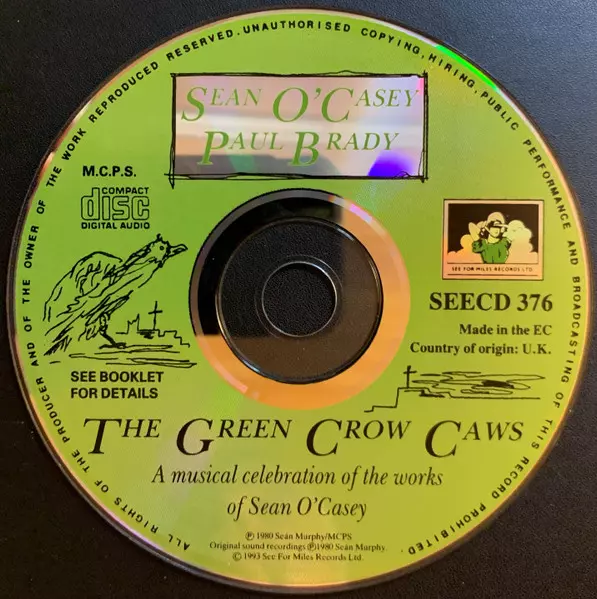 ALL RIGHTS OF THE PRODUCER AND OF THE OWNER OF THE WORK REPRODUCED RESERVED. UNAUTHORISED COPYING, HIRING, PUBLIC PERFORMANCE AND BROADCASTING OF THIS RECORD PROHIBITED.
SEAN O'CASEY
PAUL BRADY
M.C.P.S.
COMPACT
disc
DIGITAL AUDIO
SEE FOR MILES RECORDS LTD
SEECD 376
Made in the EC
Country of origin: U.K.
SEE BOOKLET
FOR DETAILS
THE GREEN CROW CAWS
A musical celebration of the works
of Sean O'Casey
℗ 1980 Seán Murphy/MCPS
Original sound recordings ℗1980 Seán Murphy.
© 1993 See For Miles Records Ltd.